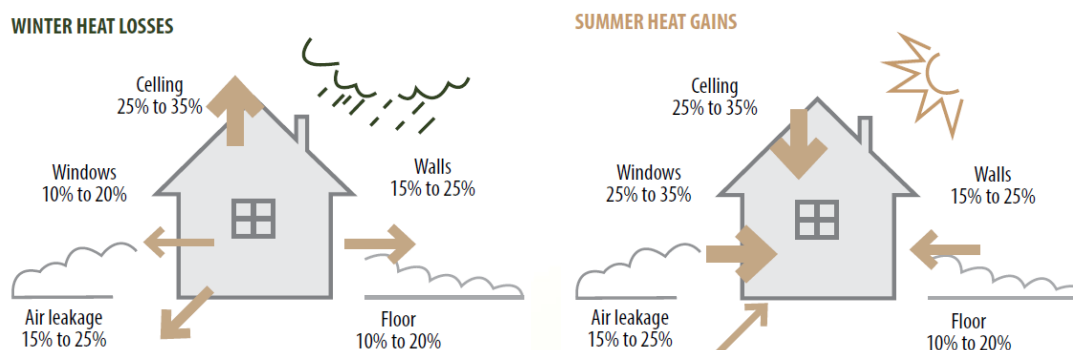 WINTER HEAT LOSSES
Celling
25% to 35%
Windows
10% to 20%
Walls
15% to 25%
Air leakage
15% to 25%
Floor
10% to 20%
SUMMER HEAT GAINS
Celling
25% to 35%
Windows
25% to 35%
Walls
15% to 25%
Air leakage
15% to 25%
Floor
10% to 20%